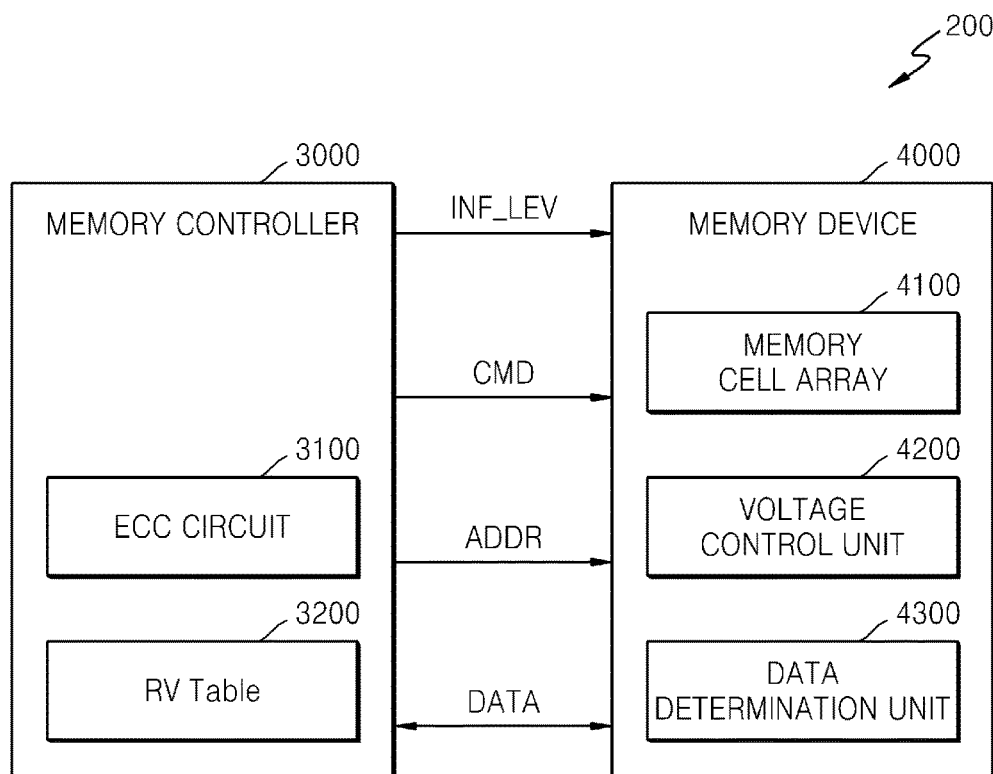 200
3000
4000
MEMORY CONTROLLER
INF_LEV
MEMORY DEVICE
4100
MEMORY
CELL ARRAY
CMD
3100
4200
ECC CIRCUIT
ADDR
VOLTAGE
CONTROL UNIT
3200
4300
RV Table
DATA
DATA
DETERMINATION UNIT